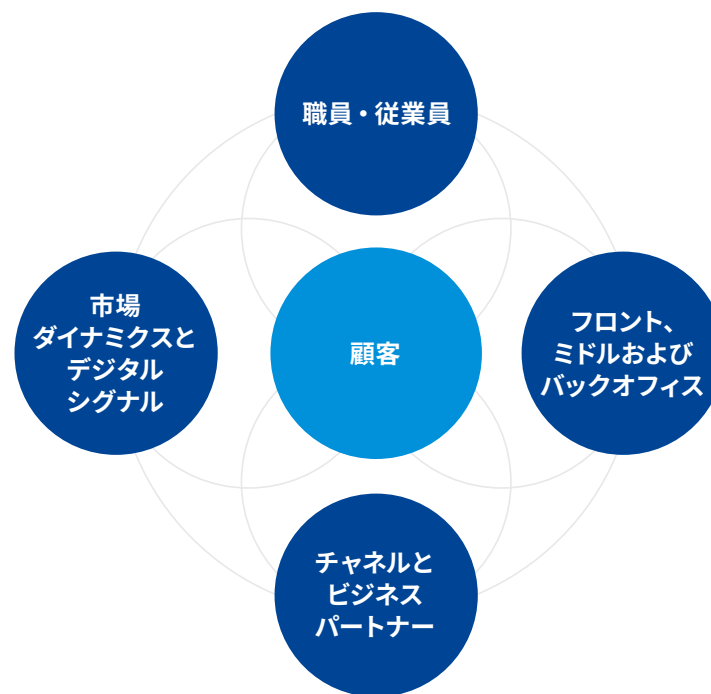 職員・従業員
市場
ダイナミクスと
デジタル
シグナル
顧客
フロント、
ミドルおよび
バックオフィス
チャネルと
ビジネス
パートナー